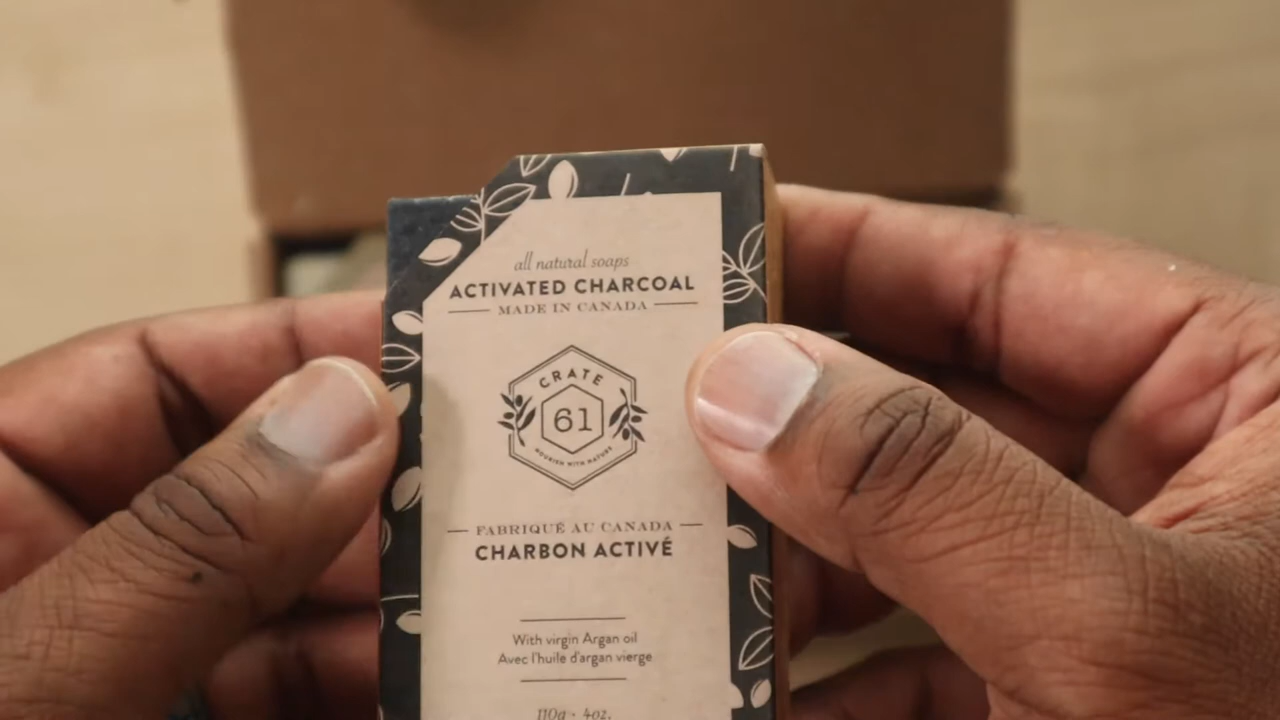 all natural soaps
ACTIVATED CHARCOAL
MADE IN CANADA
CRATE
61
NOURISH WITH NATURE
FABRIQUÉ AU CANADA
CHARBON ACTIVÉ
With virgin Argan oil
Avec l'huile d'argan vierge
110g · 4oz.